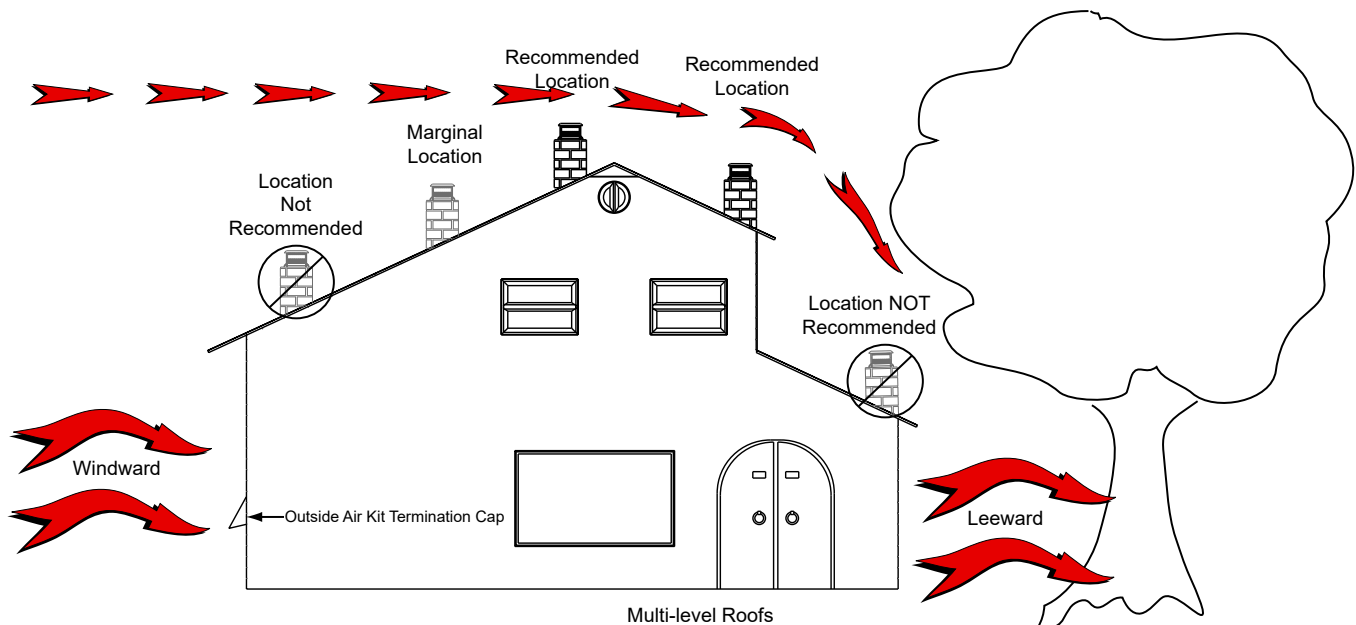 Recommended
Location
Recommended
Location
Marginal
Location
Location
Not
Recommended
Location NOT
Recommended
Windward
Outside Air Kit Termination Cap
Leeward
Multi-level Roofs